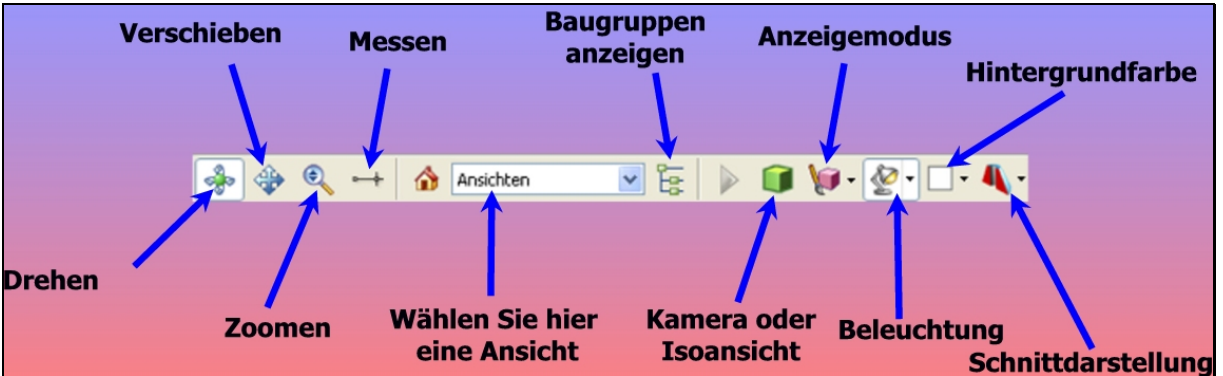 Verschieben
Messen
Baugruppen
anzeigen
Anzeigemodus
Hintergrundfarbe
Ansichten
Drehen
Zoomen
Wählen Sie hier
eine Ansicht
Kamera oder
Isoansicht
Beleuchtung
Schnittdarstellung